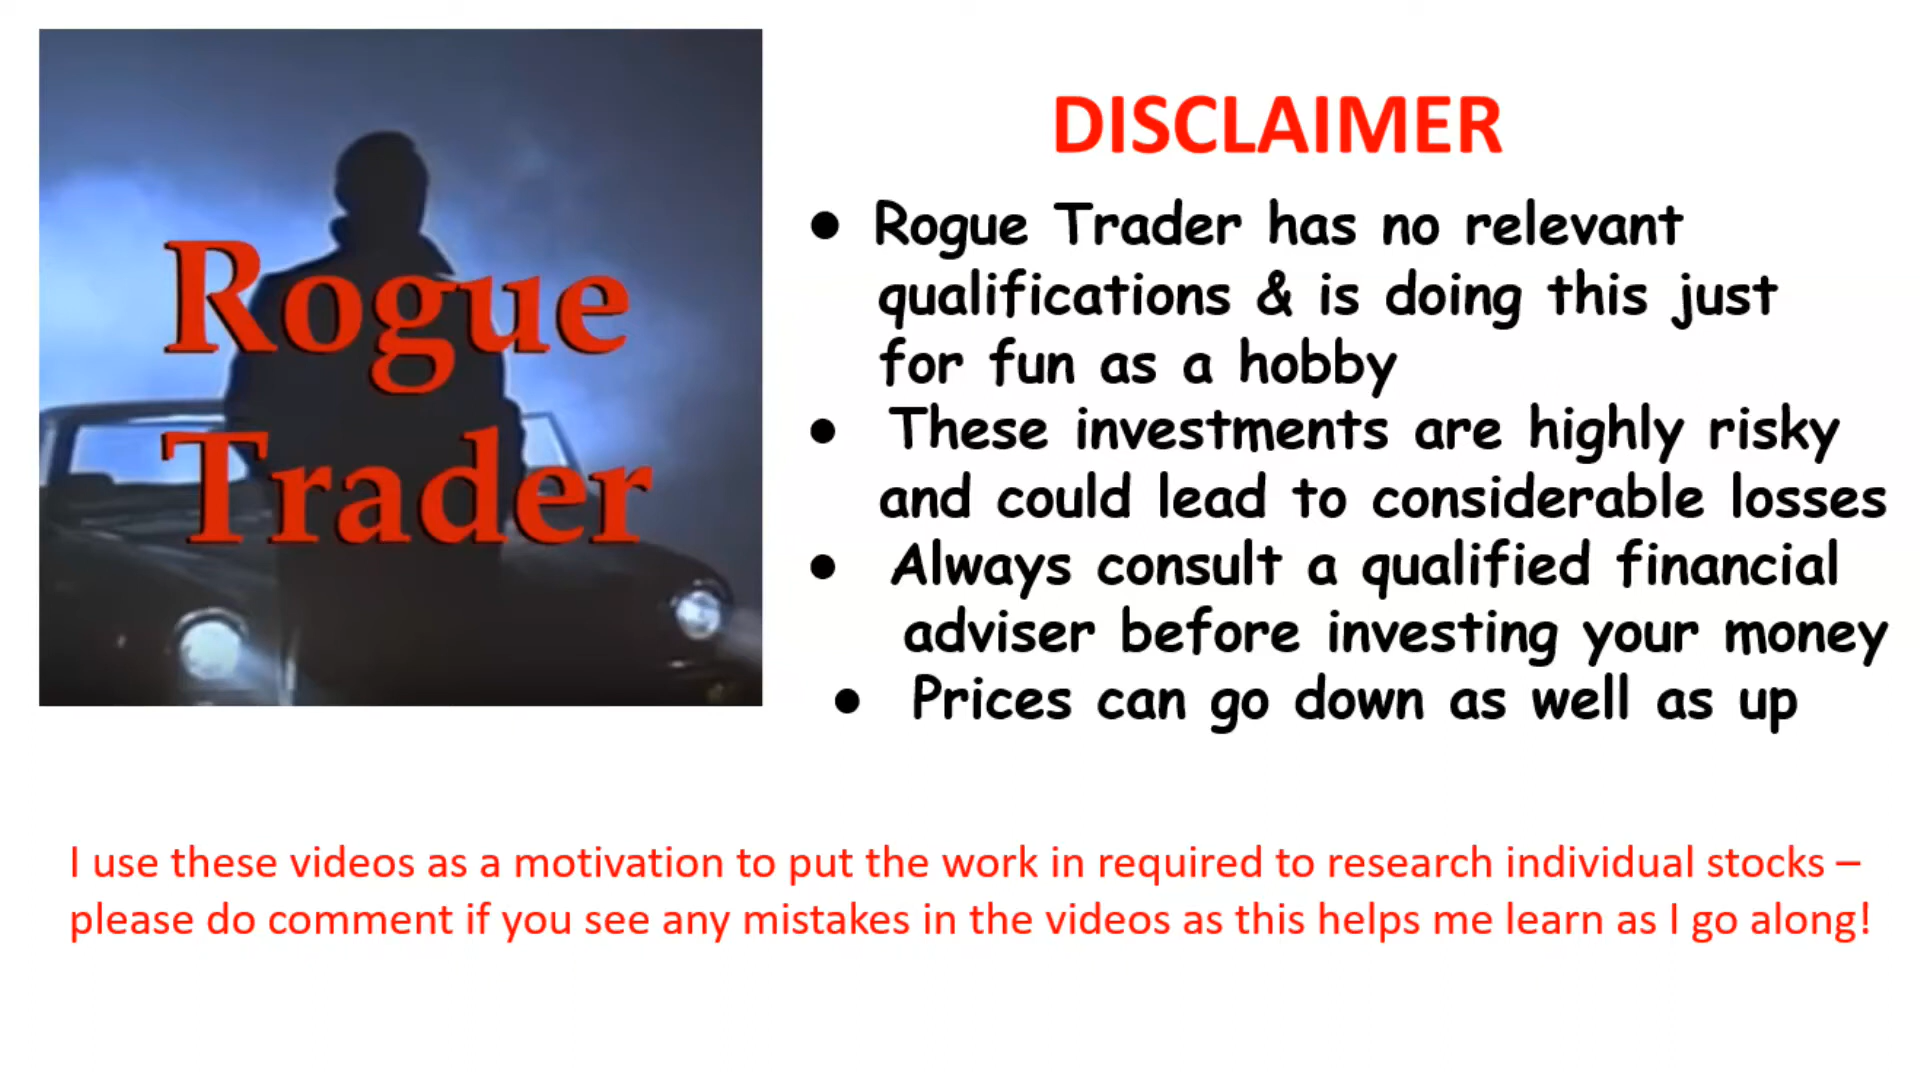 Rogue
Trader
DISCLAIMER
● Rogue Trader has no relevant
qualifications & is doing this just
for fun as a hobby
● These investments are highly risky
and could lead to considerable losses
● Always consult a qualified financial
adviser before investing your money
● Prices can go down as well as up
I use these videos as a motivation to put the work in required to research individual stocks –
please do comment if you see any mistakes in the videos as this helps me learn as I go along!